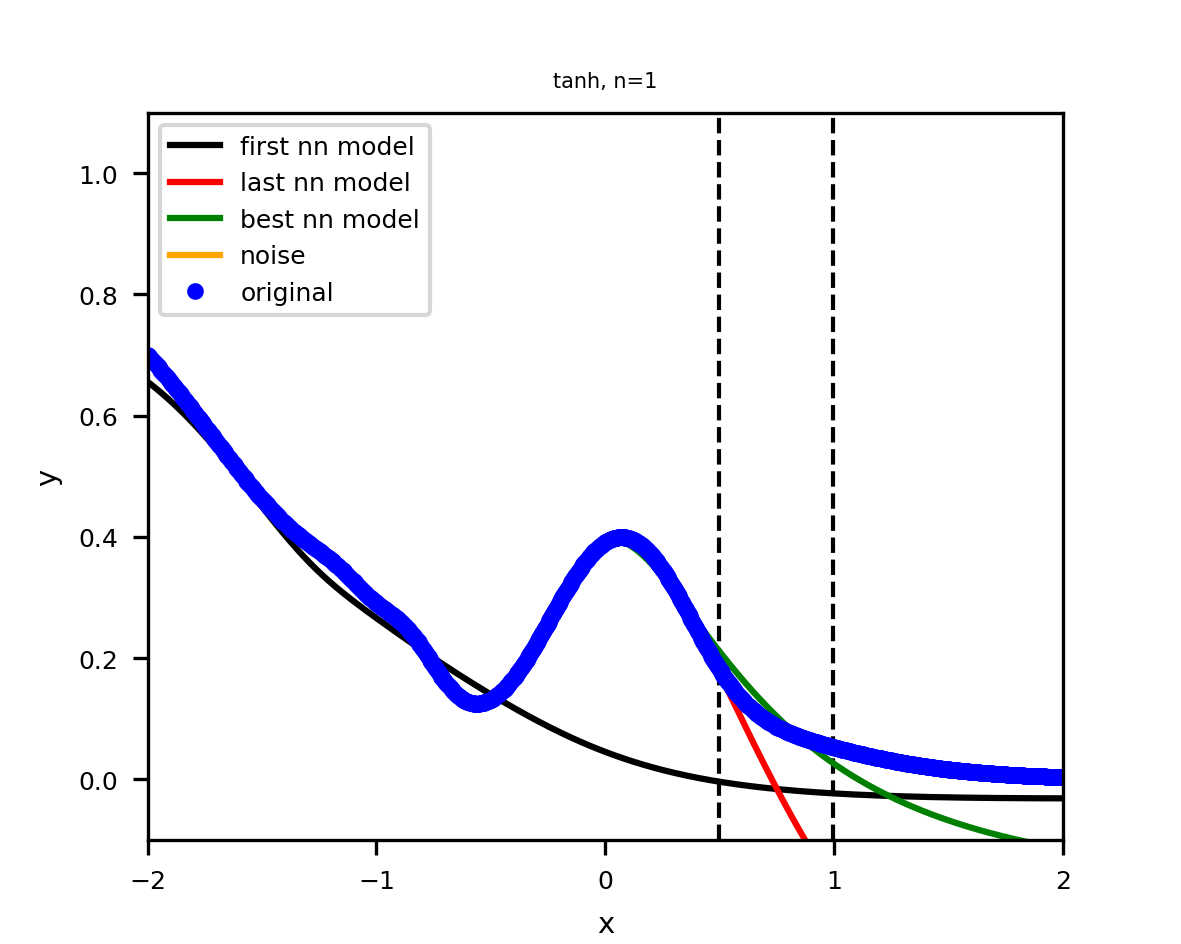 tanh, n=1
first nn model
last nn model
best nn model
noise
original
1.0
0.8
0.6
0.4
0.2
0.0
y
−2
−1
0
1
2
x